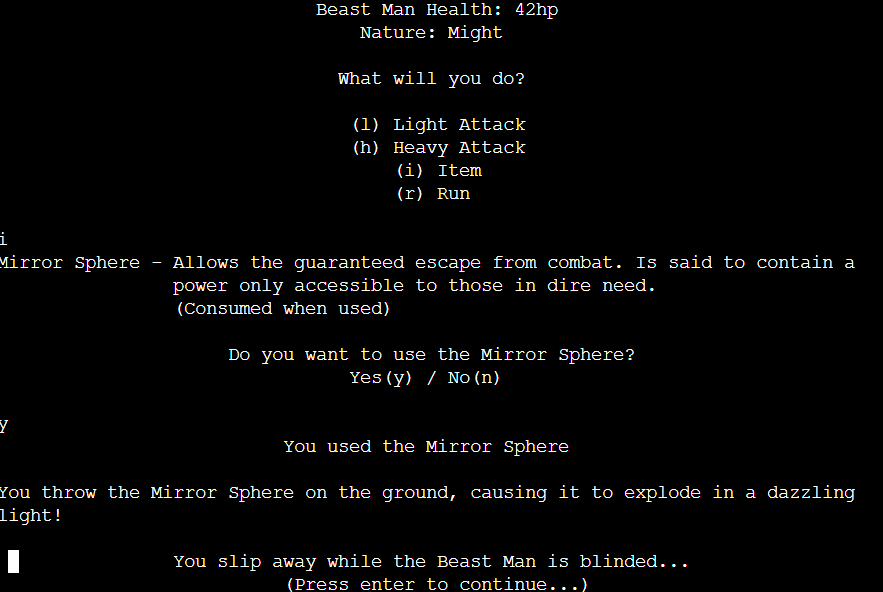 Beast Man Health: 42hp
Nature: Might
What will you do?
(l) Light Attack
(h) Heavy Attack
(i) Item
(r) Run
i
Mirror Sphere - Allows the guaranteed escape from combat. Is said to contain a
power only accessible to those in dire need.
(Consumed when used)
Do you want to use the Mirror Sphere?
Yes(y) / No(n)
y
You used the Mirror Sphere
You throw the Mirror Sphere on the ground, causing it to explode in a dazzling
light!
You slip away while the Beast Man is blinded...
(Press enter to continue...)